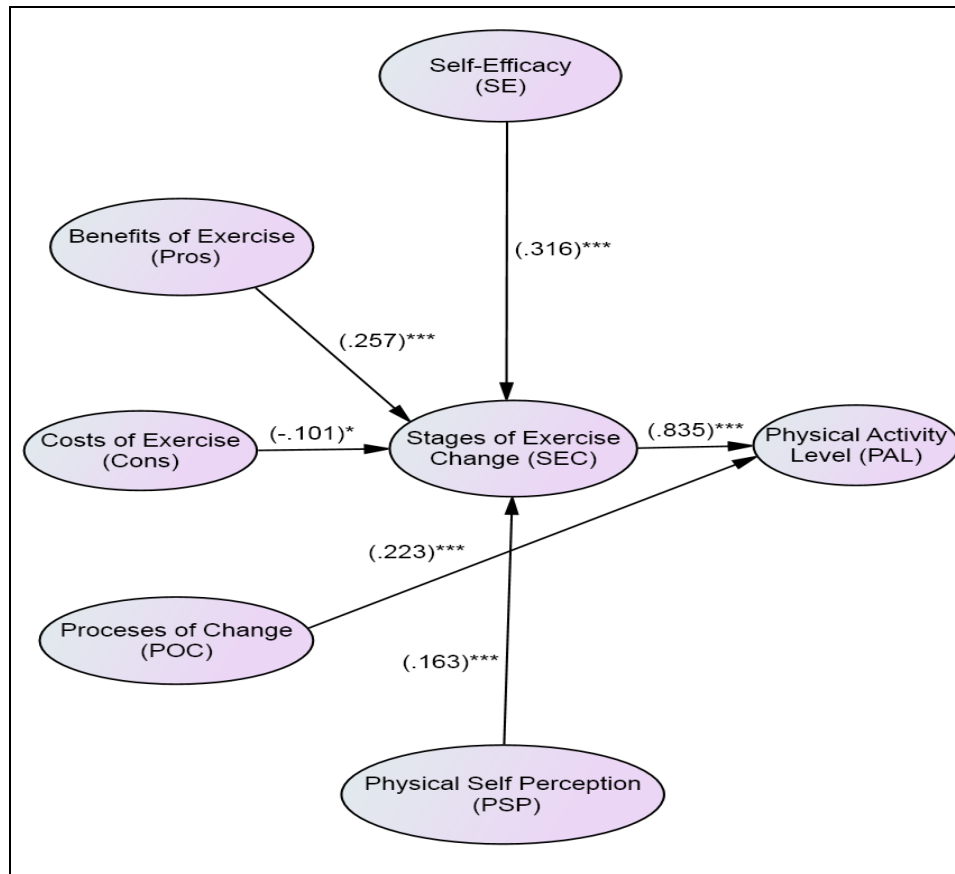 Self-Efficacy
(SE)
Benefits of Exercise
(Pros)
(.316)***
(.257)***
Costs of Exercise
(Cons)
(-.101)*
Stages of Exercise
Change (SEC)
(.835)***
Physical Activity
Level (PAL)
(.223)***
Proceses of Change
(POC)
(.163)***
Physical Self Perception
(PSP)